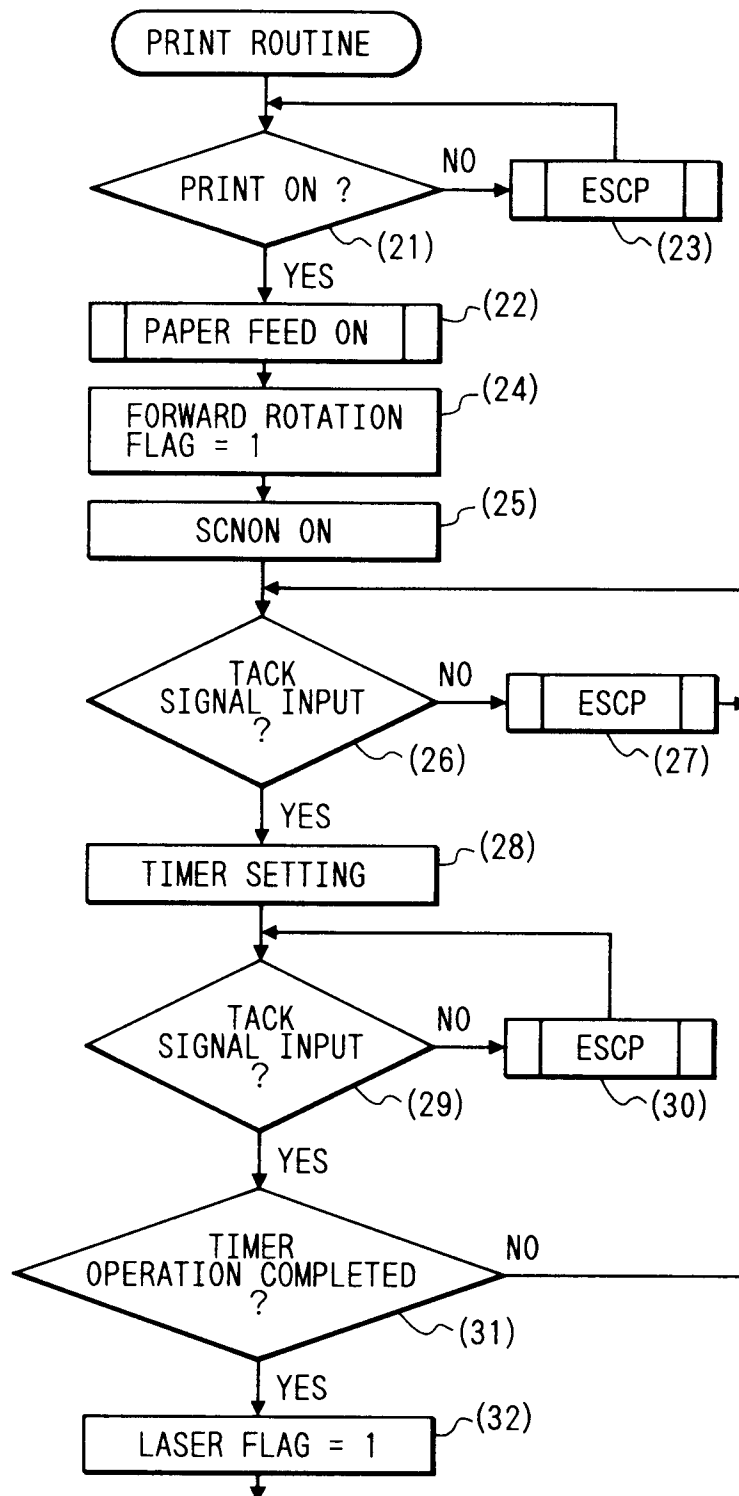 PRINT ROUTINE
PRINT ON ?
NO
ESCP
(21)
(23)
YES
PAPER FEED ON
(22)
FORWARD ROTATION
FLAG = 1
(24)
SCNON ON
(25)
TACK
SIGNAL INPUT
?
NO
ESCP
(26)
(27)
YES
TIMER SETTING
(28)
TACK
SIGNAL INPUT
?
NO
ESCP
(29)
(30)
YES
TIMER
OPERATION COMPLETED
?
NO
(31)
YES
LASER FLAG = 1
(32)